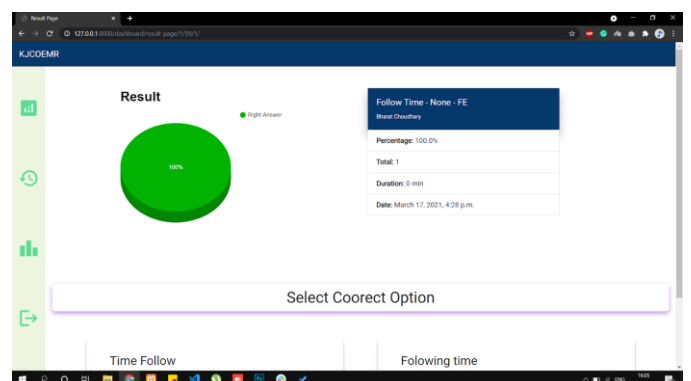 Result Page
127.0.0.1:8000/dashboard/result-page/1/59/1/
KJCOEMR
Result
Right Answer
100%
Follow Time - None - FE
Bharat Choudhary
Percentage: 100.0%
Total: 1
Duration: 0 min
Date: March 17, 2021, 4:28 p.m.
Select Coorect Option
Time Follow
Folowing time
ENG
1605